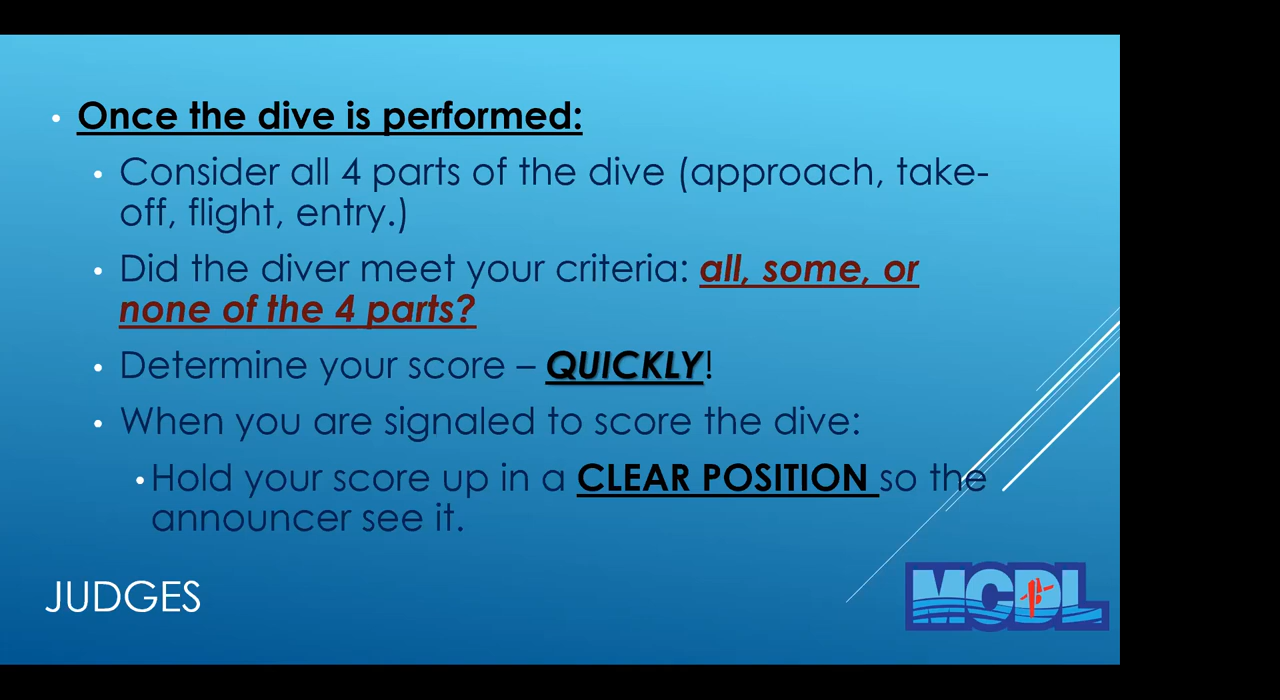 • Once the dive is performed:
• Consider all 4 parts of the dive (approach, take-
off, flight, entry.)
• Did the diver meet your criteria: all, some, or
none of the 4 parts?
• Determine your score – QUICKLY!
• When you are signaled to score the dive:
• Hold your score up in a CLEAR POSITION so the
announcer see it.
JUDGES
MCDL